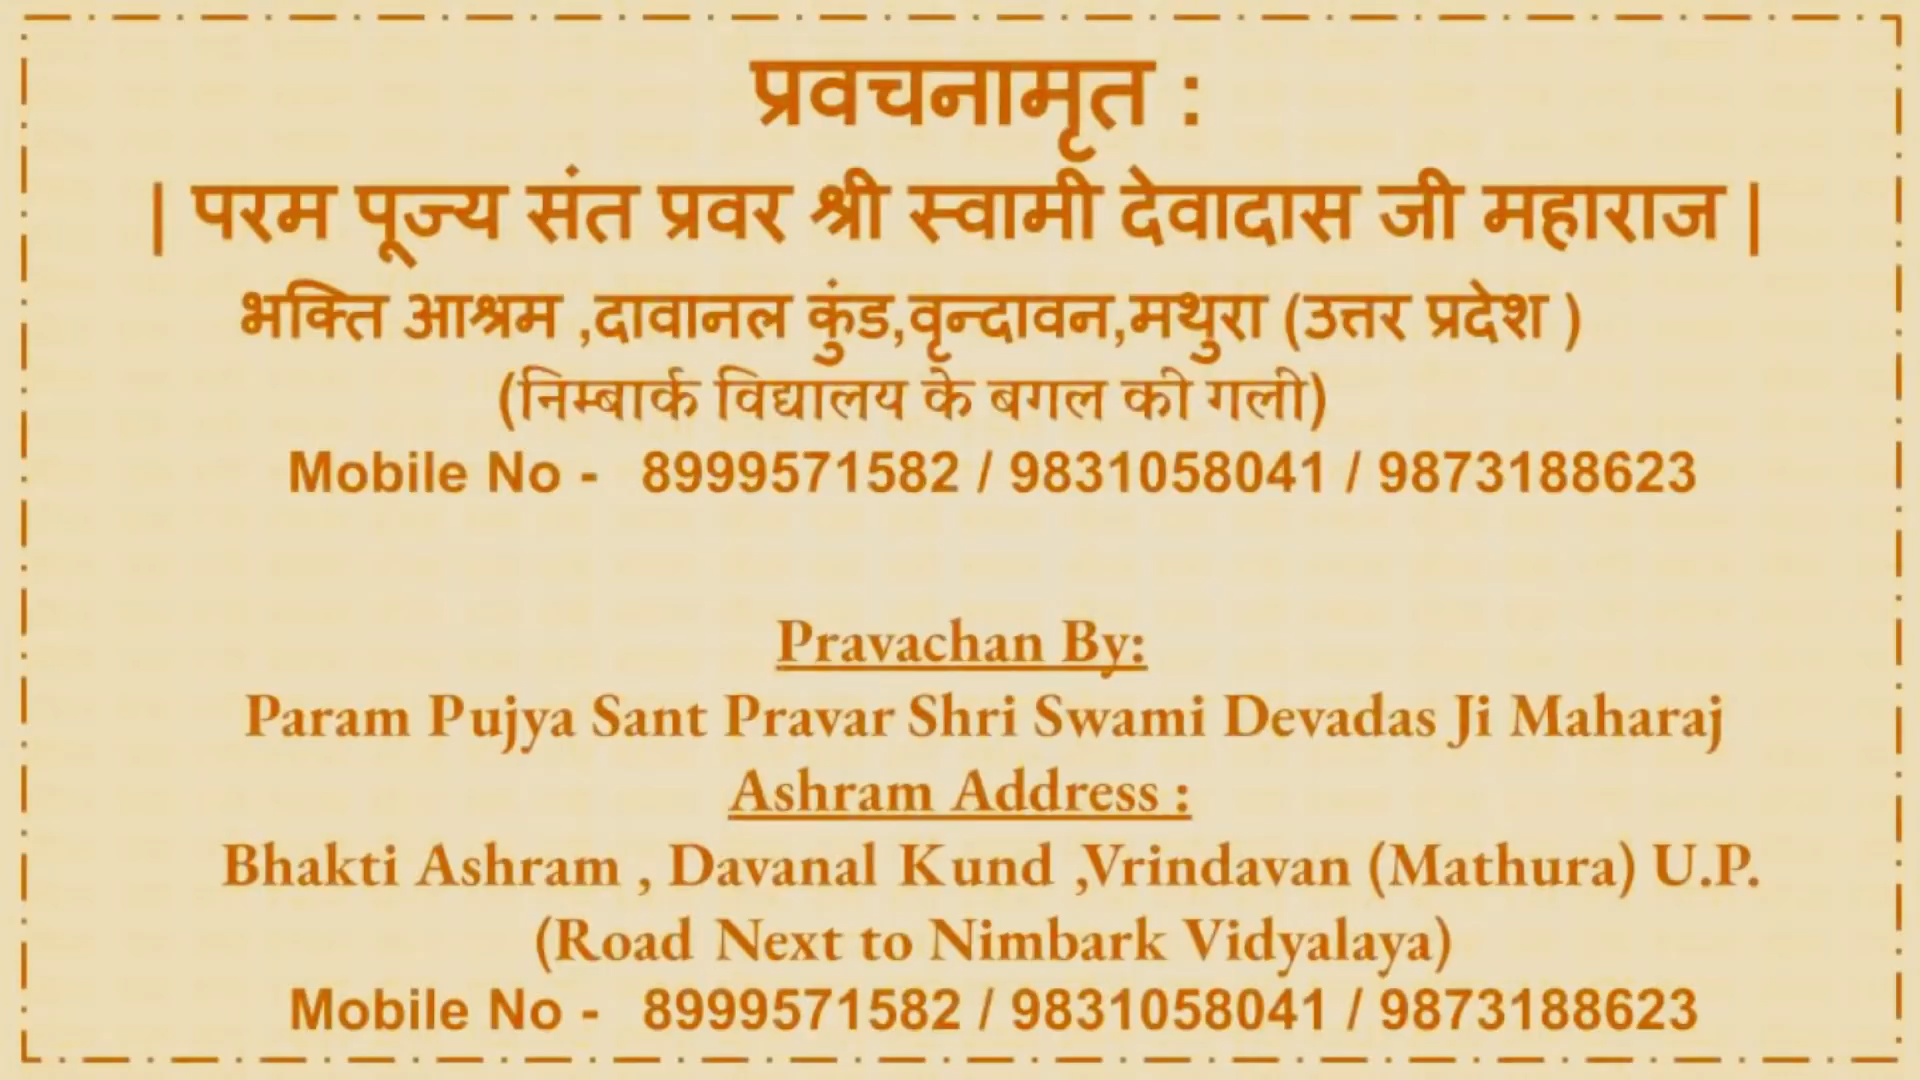 प्रवचनामृत :
| परम पूज्य संत प्रवर श्री स्वामी देवादास जी महाराज |
भक्ति आश्रम ,दावानल कुंड,वृन्दावन,मथुरा (उत्तर प्रदेश )
(निम्बार्क विद्यालय के बगल की गली)
Mobile No - 8999571582 / 9831058041 / 9873188623
Pravachan By:
Param Pujya Sant Pravar Shri Swami Devadas Ji Maharaj
Ashram Address :
Bhakti Ashram , Davanal Kund ,Vrindavan (Mathura) U.P.
(Road Next to Nimbark Vidyalaya)
Mobile No - 8999571582 / 9831058041 / 9873188623